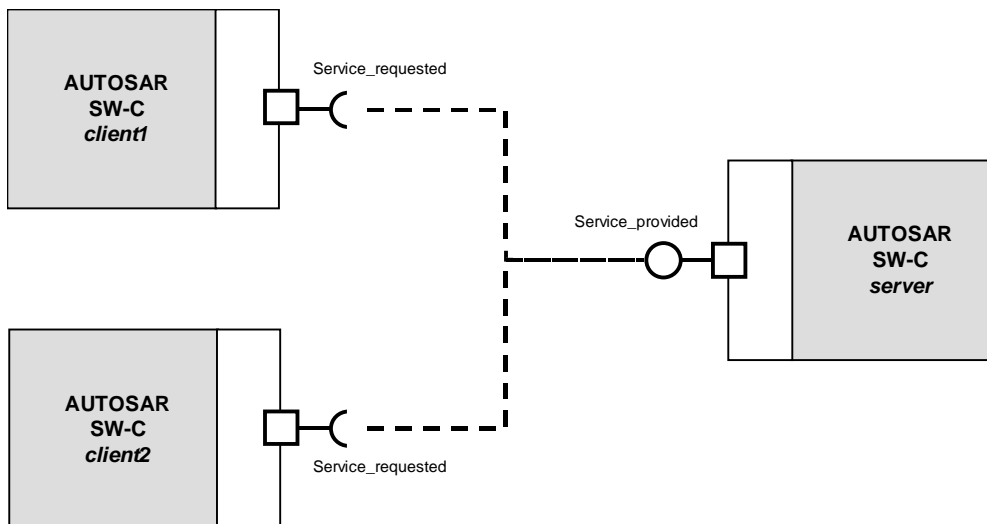 AUTOSAR
SW-C
client1
Service_requested
Service_provided
AUTOSAR
SW-C
server
AUTOSAR
SW-C
client2
Service_requested